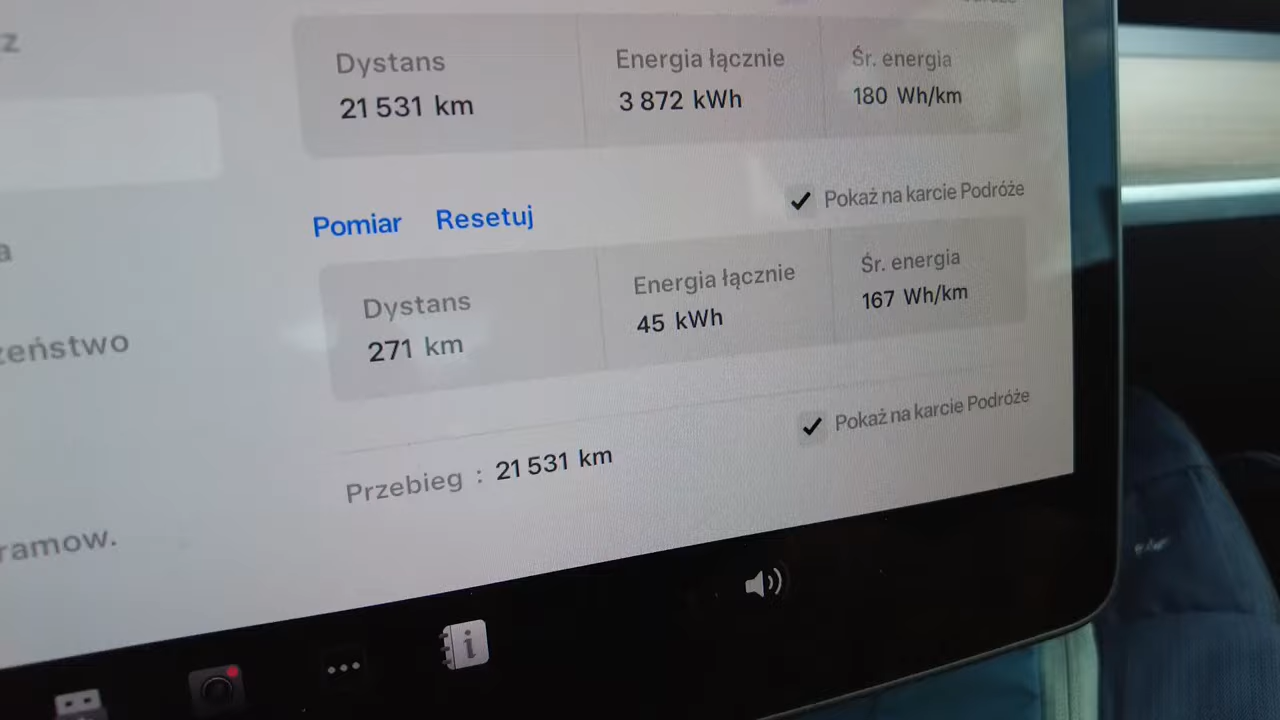 Dystans
Energia łącznie
Śr. energia
21 531 km
3 872 kWh
180 Wh/km
Pokaż na karcie Podróże
Pomiar
Resetuj
Dystans
Energia łącznie
Śr. energia
271 km
45 kWh
167 Wh/km
Pokaż na karcie Podróże
Przebieg : 21 531 km